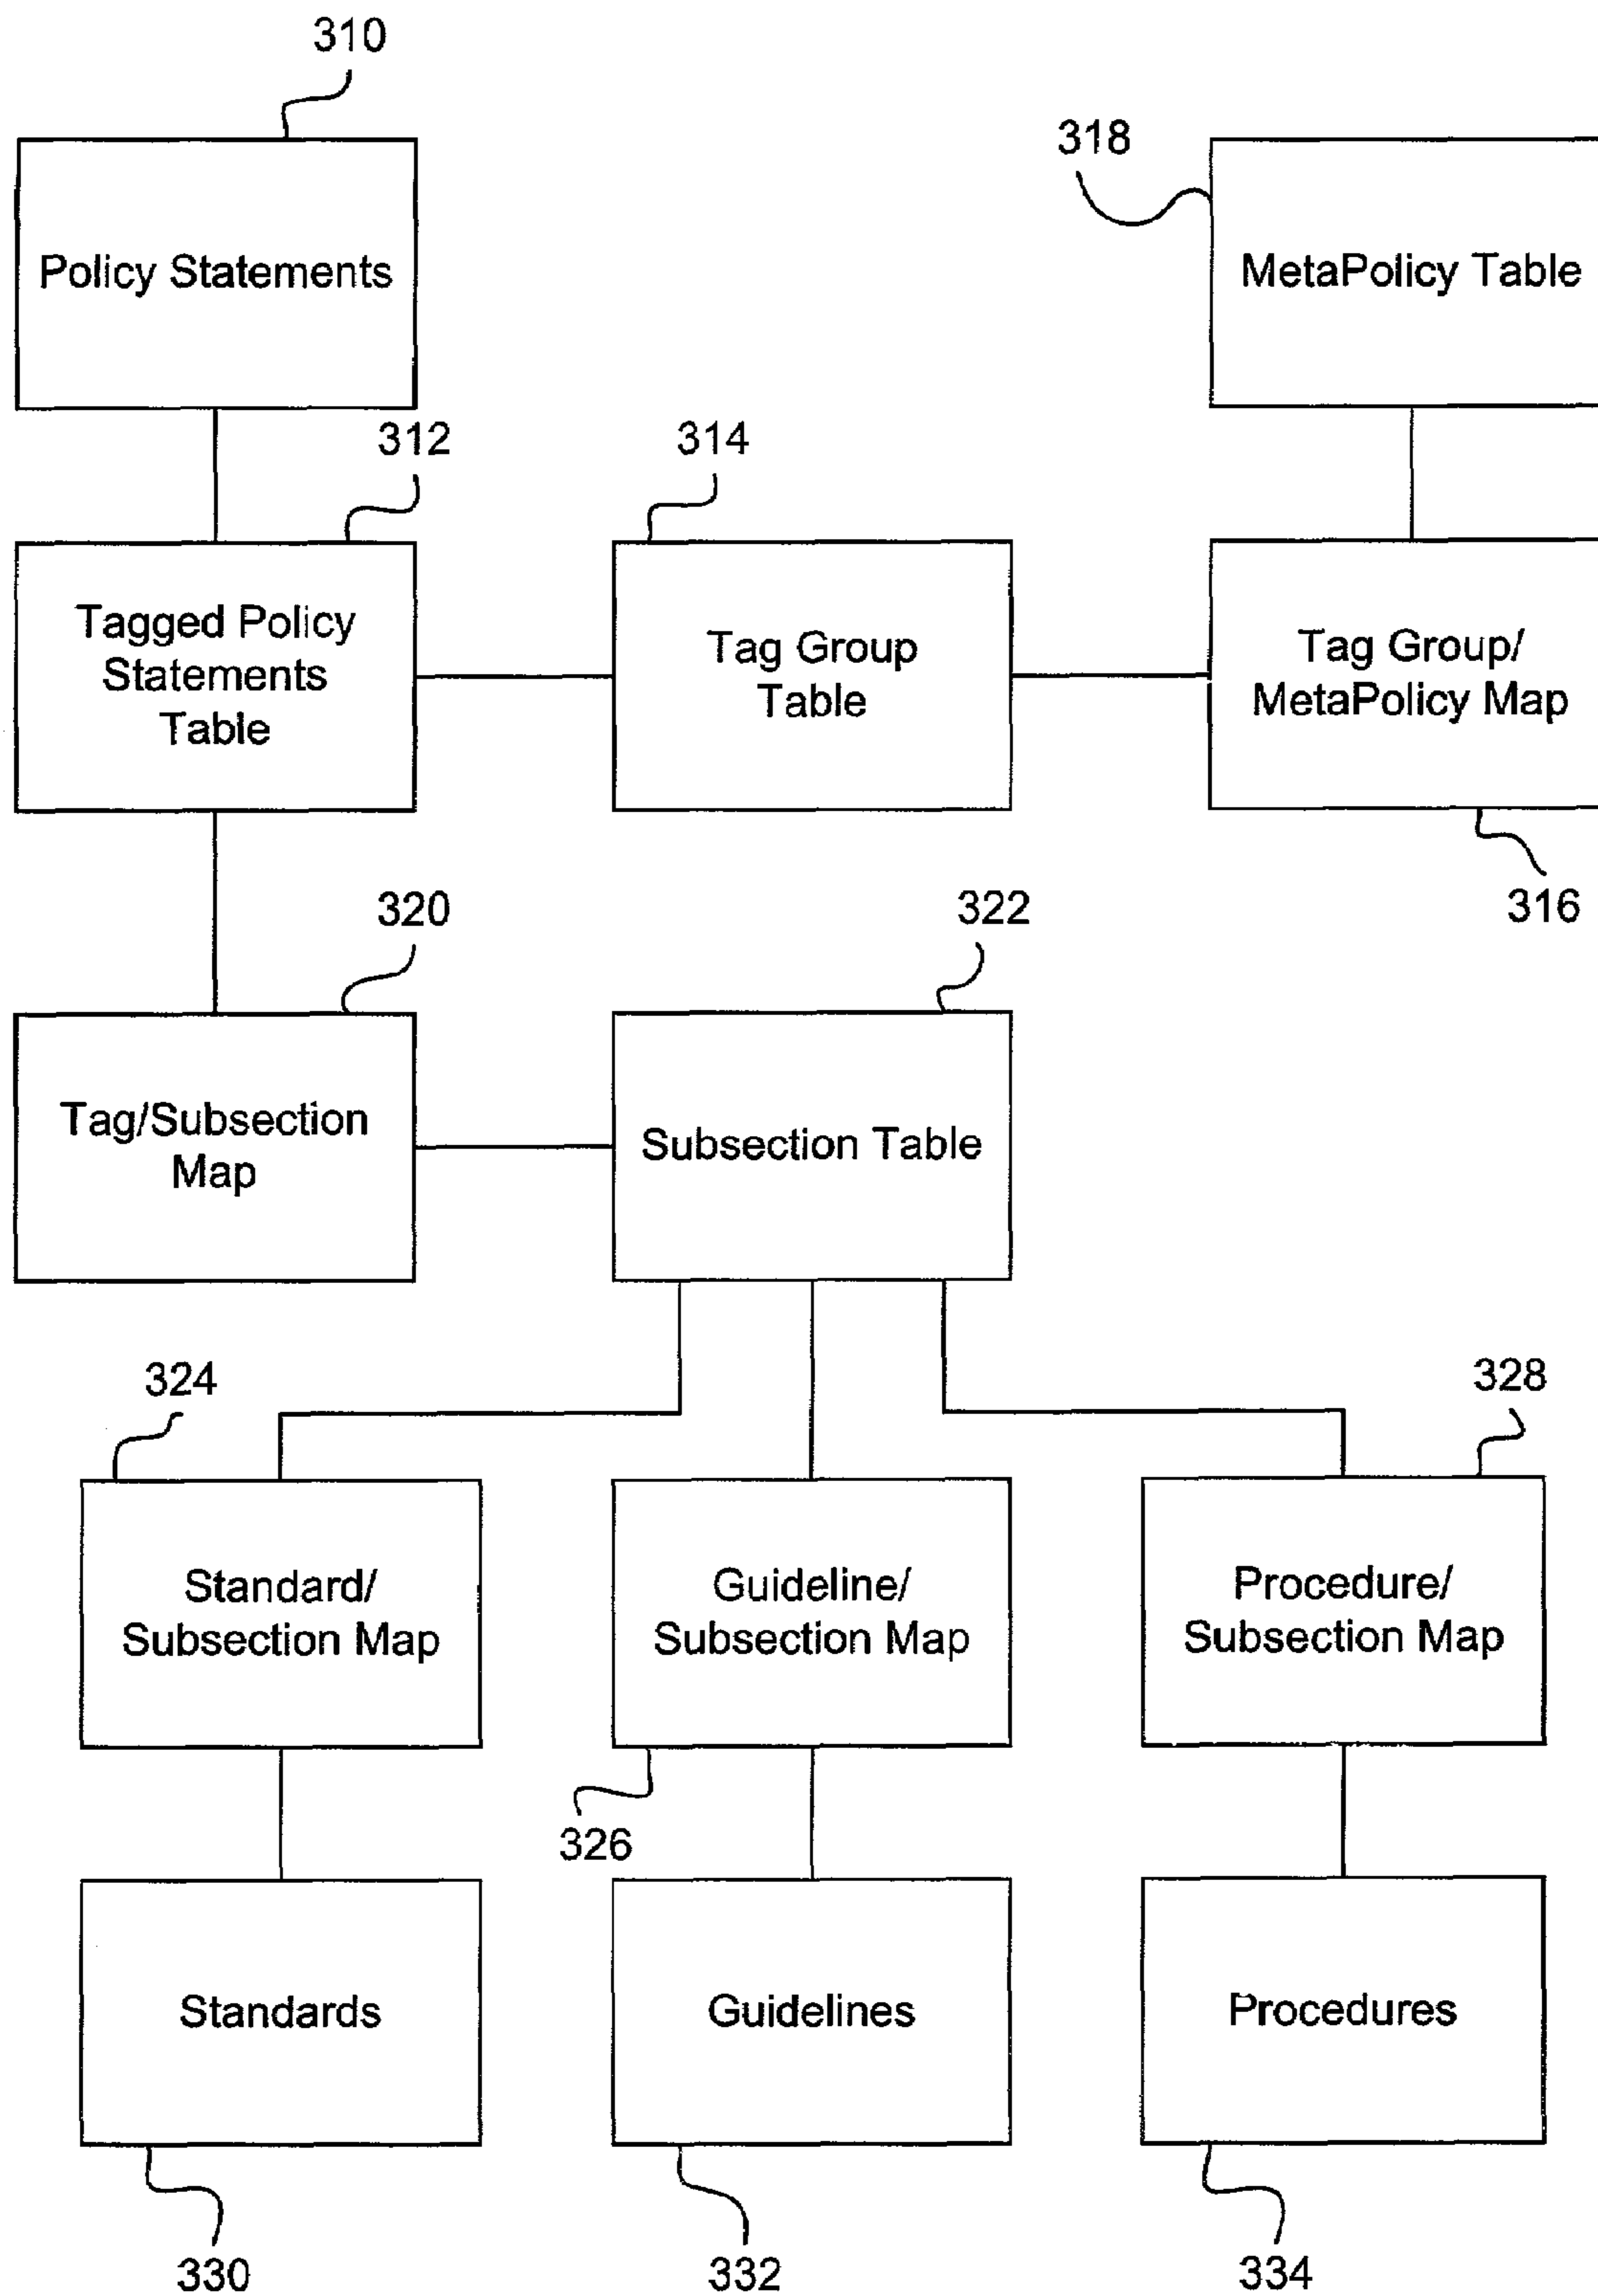 310
318
Policy Statements
MetaPolicy Table
312
314
Tagged Policy
Statements
Table
Tag Group
Table
Tag Group/
MetaPolicy Map
316
320
322
Tag/Subsection
Map
Subsection Table
324
328
Standard/
Subsection Map
Guideline/
Subsection Map
Procedure/
Subsection Map
326
Standards
Guidelines
Procedures
330
332
334